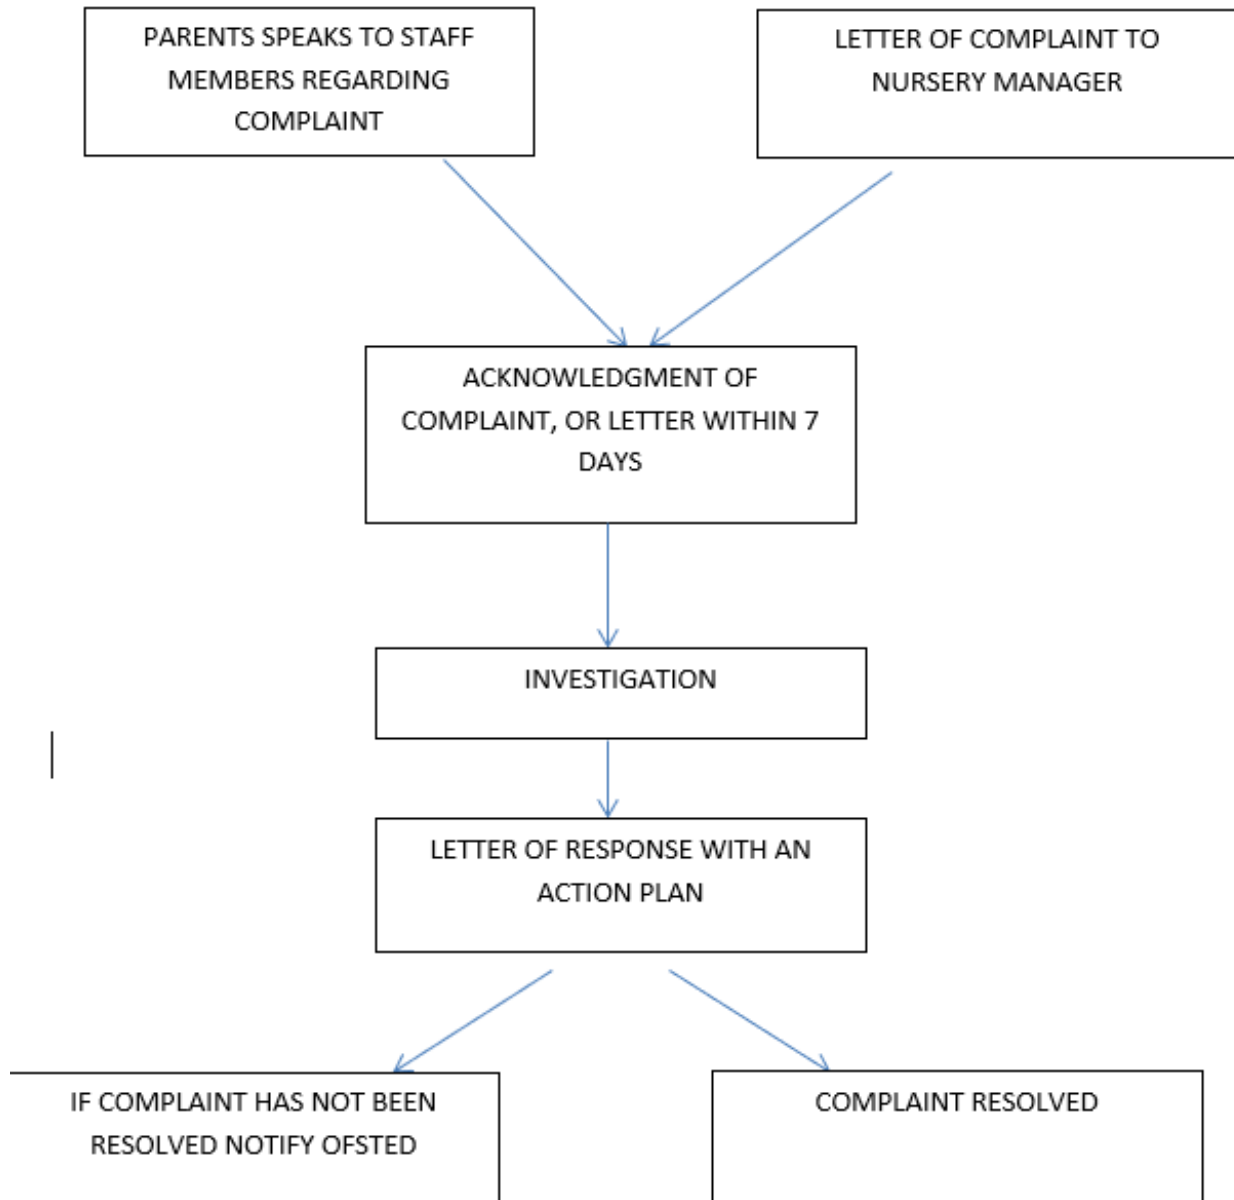 PARENTS SPEAKS TO STAFF
MEMBERS REGARDING
COMPLAINT
LETTER OF COMPLAINT TO
NURSERY MANAGER
ACKNOWLEDGMENT OF
COMPLAINT, OR LETTER WITHIN 7
DAYS
INVESTIGATION
LETTER OF RESPONSE WITH AN
ACTION PLAN
IF COMPLAINT HAS NOT BEEN
RESOLVED NOTIFY OFSTED
COMPLAINT RESOLVED